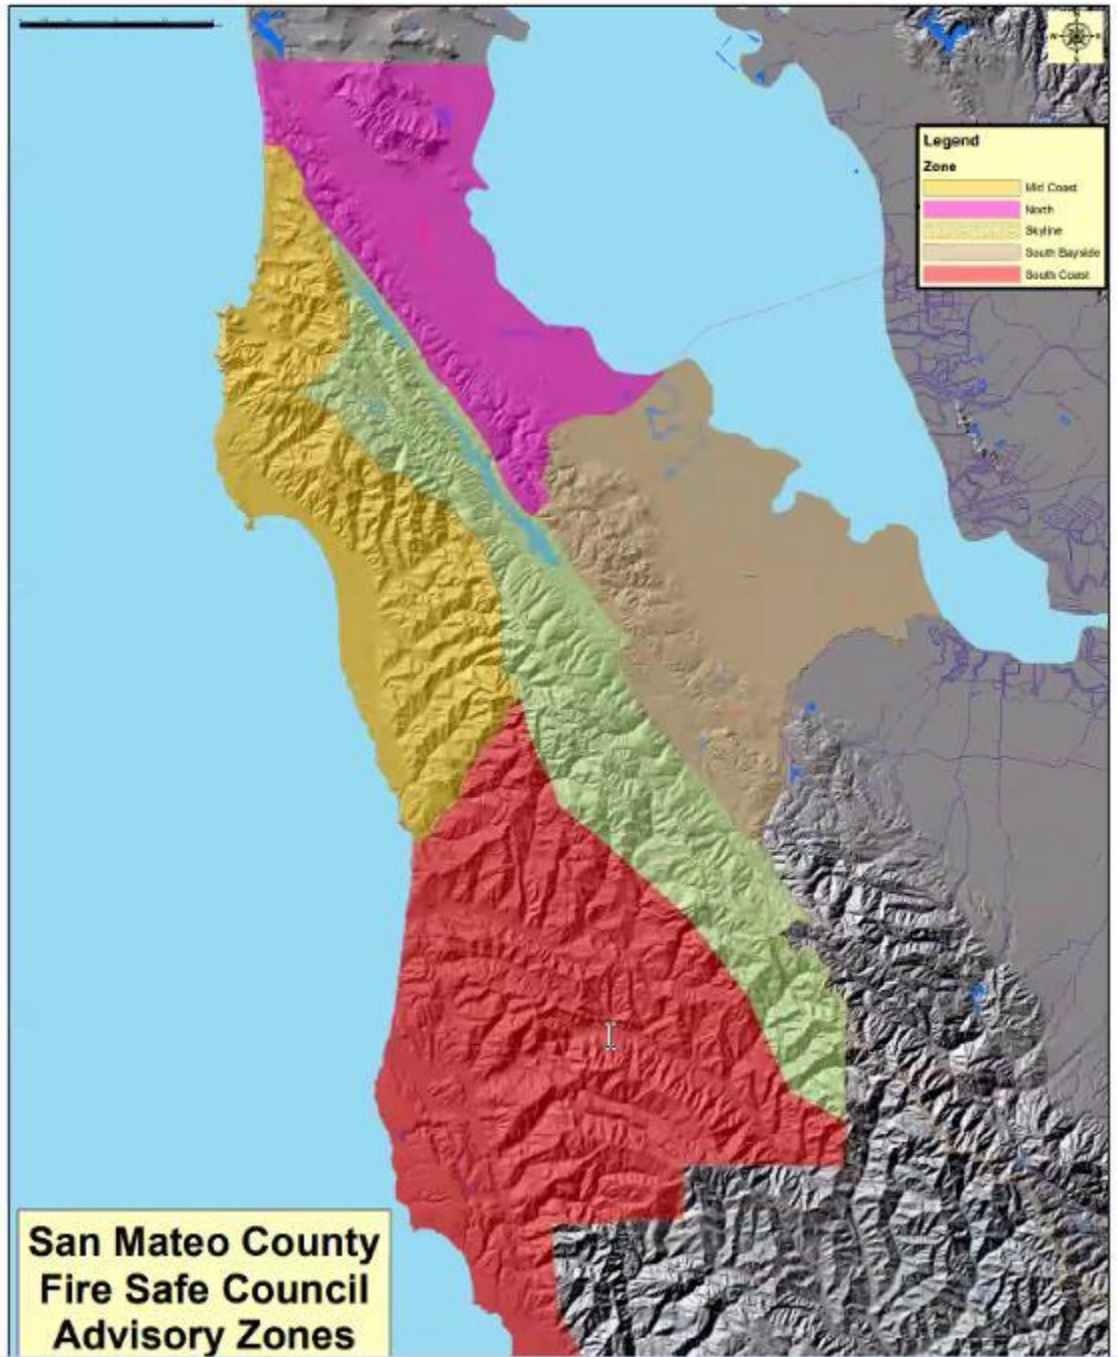 Legend
Zone
Mid Coast
North
Skyline
South Bayside
South Coast
San Mateo County
Fire Safe Council
Advisory Zones